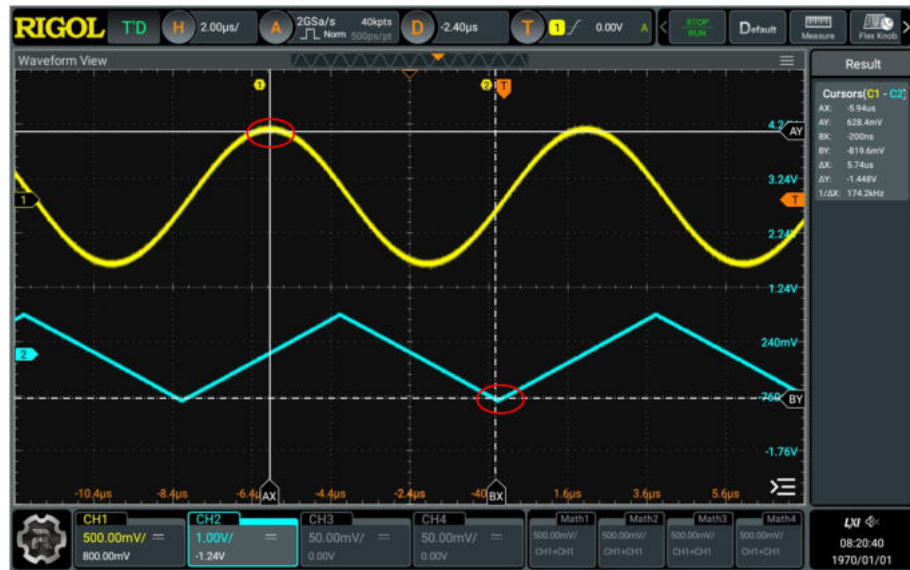 RIGOL T'D H 2.00µs/ A 2GSa/s 40kpts Norm 500ps/pt D -2.40µs T 1 0.00V A STOP RUN Default Measure Flex Knob
Waveform View
Result
1 2 T
Cursors(C1 - C2)
AX: -5.94us
AY: 628.4mV
BX: -200ns
BY: -819.6mV
ΔX: 5.74us
ΔY: -1.448V
1/ΔX: 174.2kHz
AY
3.24V
1 T
2.24V
1.24V
240mV
2
BY
-1.76V
-10.4µs -8.4µs AX -4.4µs -2.4µs BX 1.6µs 3.6µs 5.6µs
CH1 CH2 CH3 CH4 Math1 Math2 Math3 Math4
500.00mV/ 1.00V/ 50.00mV/ 50.00mV/ 500.00mV/ 500.00mV/ 500.00mV/ 500.00mV/
800.00mV -1.24V 0.00V 0.00V CH1+CH1 CH1+CH1 CH1+CH1 CH1+CH1
LXI
08:20:40
1970/01/01